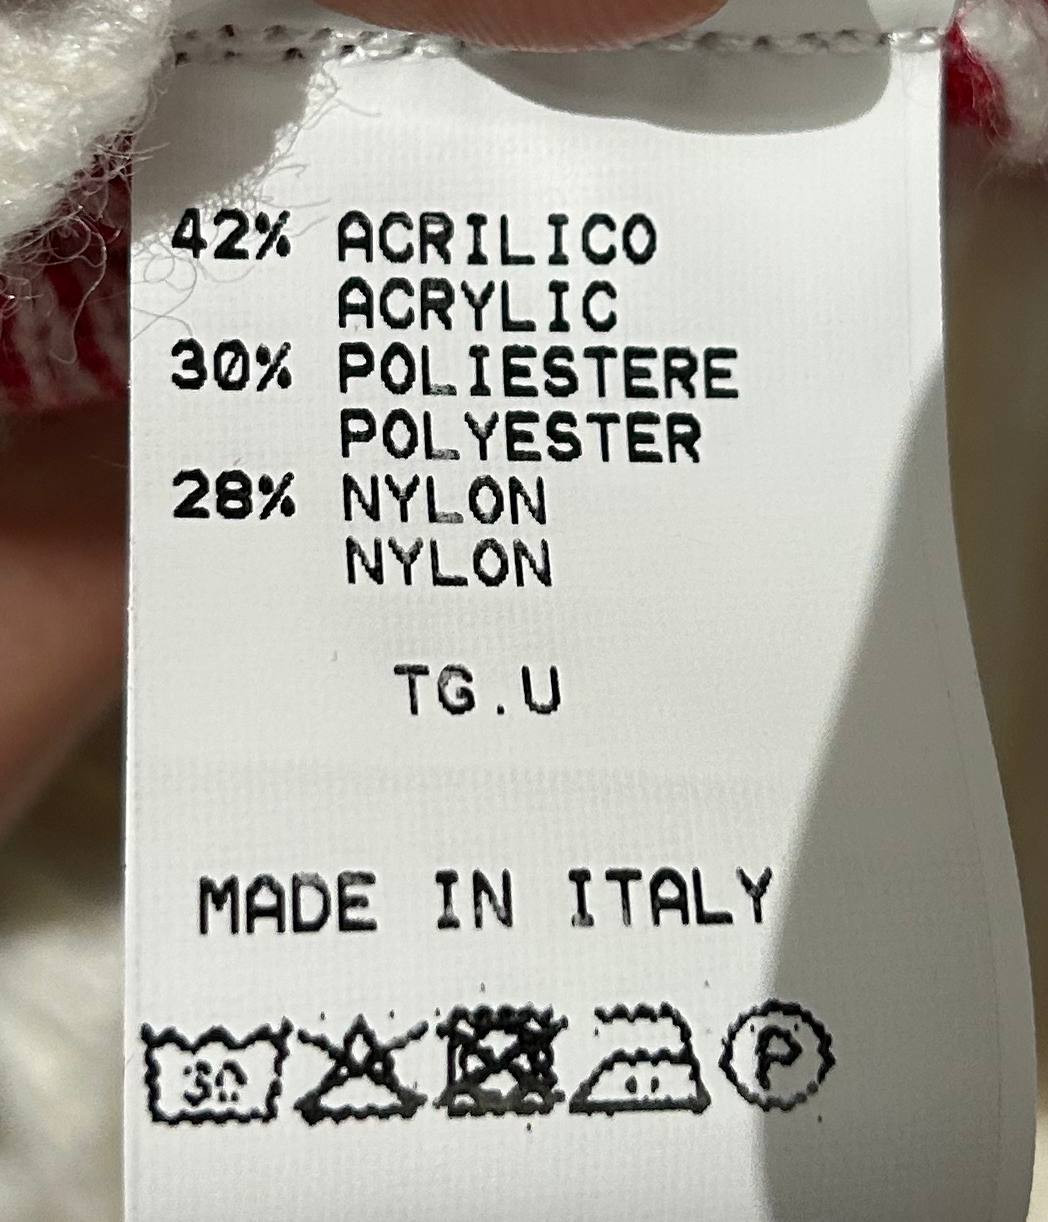 42% ACRILICO
ACRYLIC
30% POLIESTERE
POLYESTER
28% NYLON
NYLON
TG.U
MADE IN ITALY
30 P